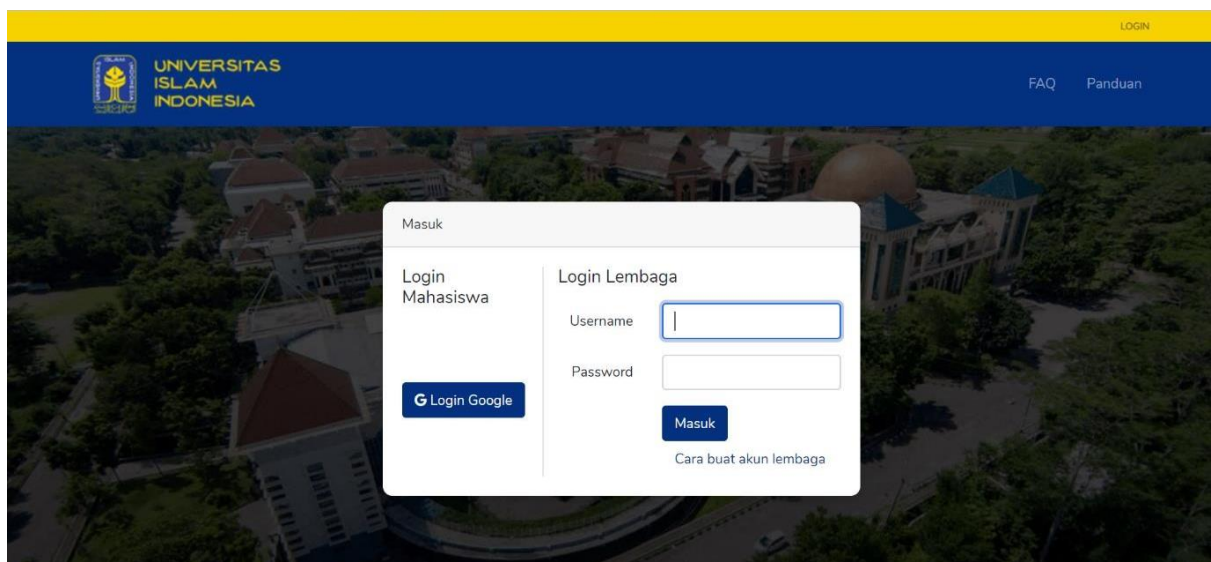 LOGIN
UNIVERSITAS
ISLAM
INDONESIA
FAQ
Panduan
Masuk
Login
Mahasiswa
G Login Google
Login Lembaga
Username
Password
Masuk
Cara buat akun lembaga